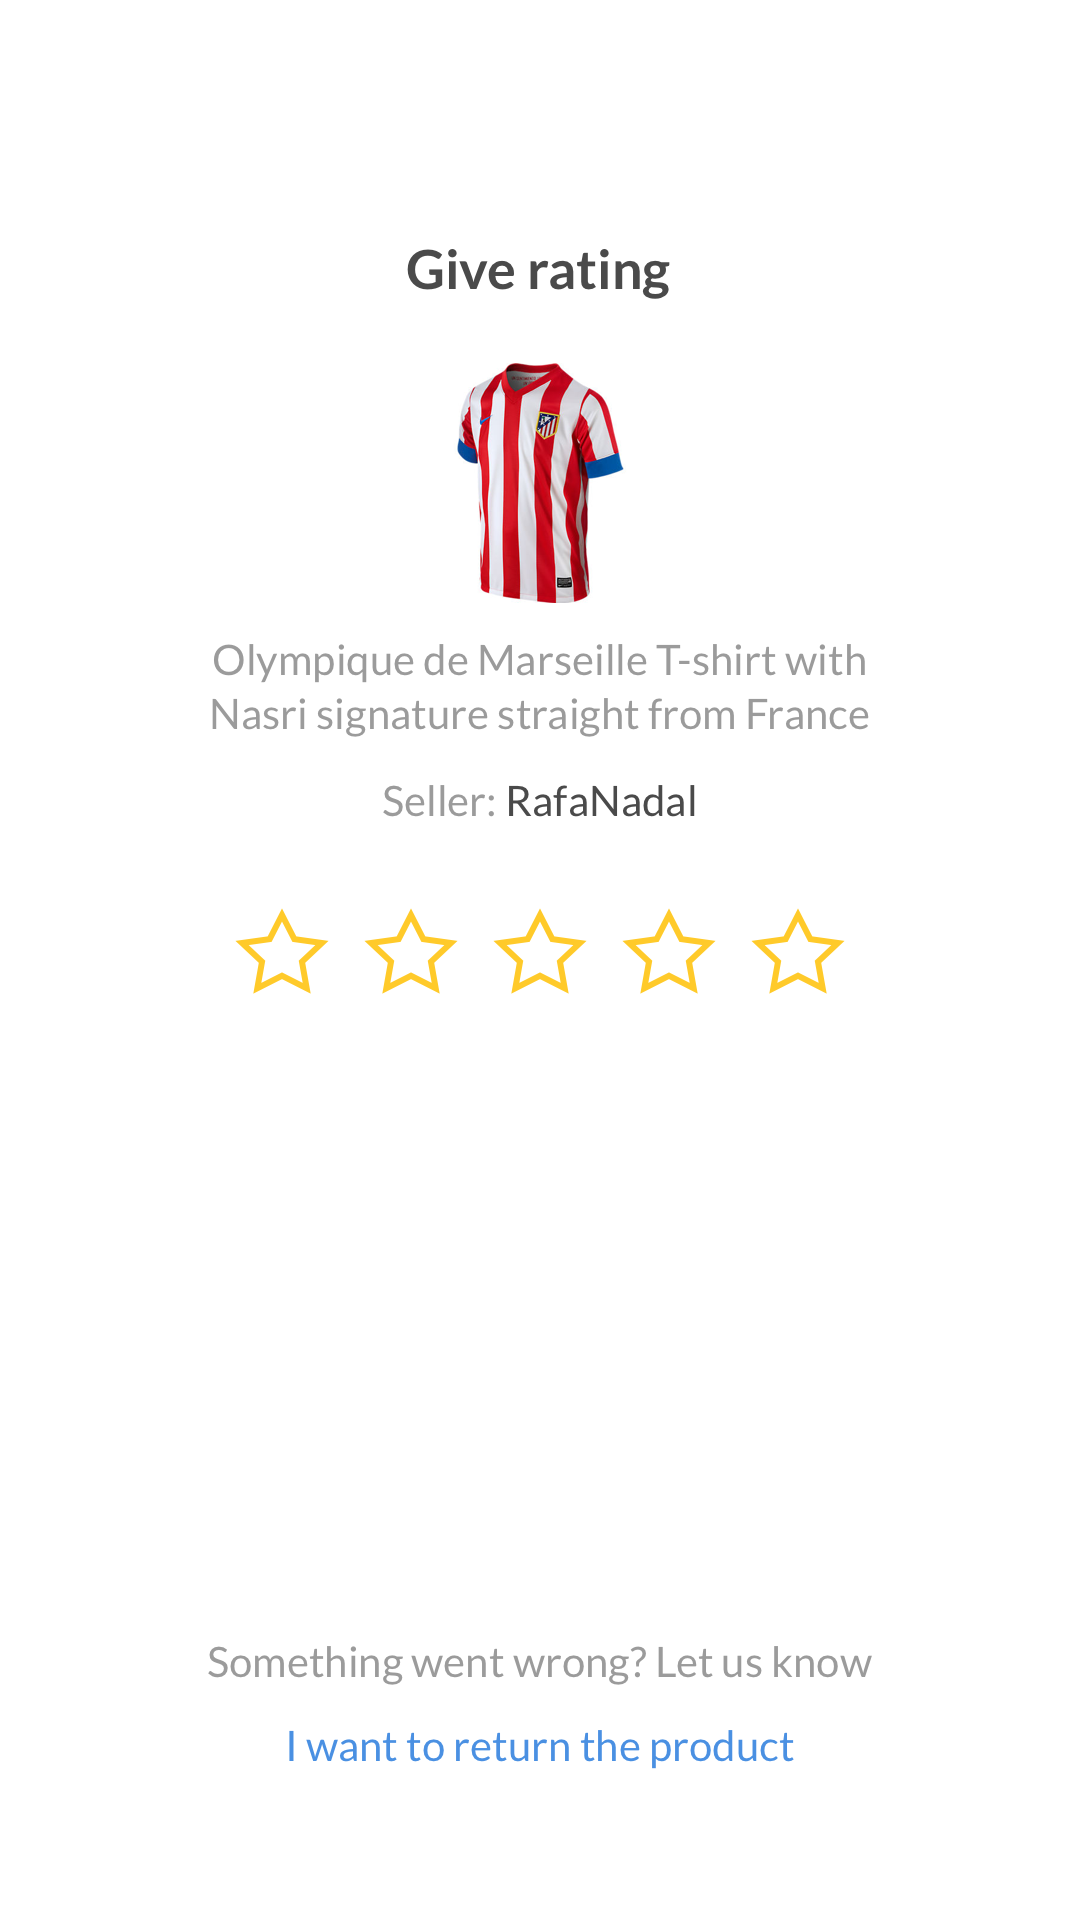 Give rating
Olympique de Marseille T-shirt with
Nasri signature straight from France
Seller: RafaNadal
Something went wrong? Let us know
I want to return the product